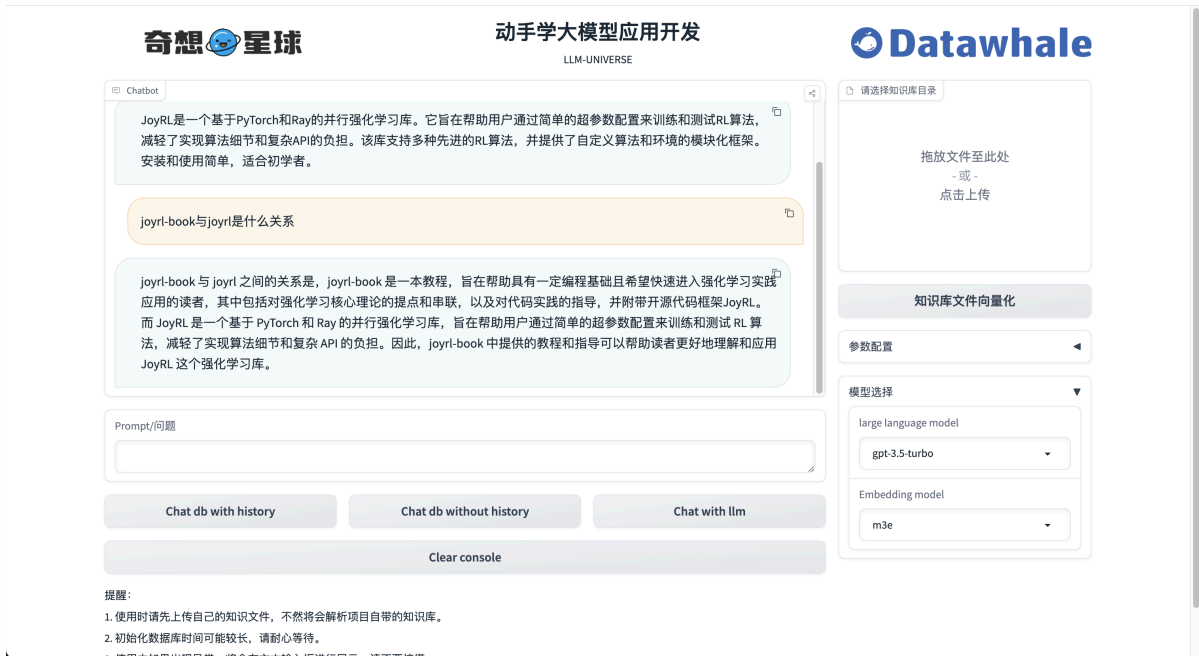 奇想星球
动手学大模型应用开发
LLM-UNIVERSE
Datawhale
Chatbot
JoyRL是一个基于PyTorch和Ray的并行强化学习库。它旨在帮助用户通过简单的超参数配置来训练和测试RL算法，
减轻了实现算法细节和复杂API的负担。该库支持多种先进的RL算法，并提供了自定义算法和环境的模块化框架。
安装和使用简单，适合初学者。
joyrl-book与joyrl是什么关系
joyrl-book 与 joyrl 之间的关系是，joyrl-book 是一本教程，旨在帮助具有一定编程基础且希望快速进入强化学习实践
应用的读者，其中包括对强化学习核心理论的提点和串联，以及对代码实践的指导，并附带开源代码框架JoyRL。
而 JoyRL 是一个基于 PyTorch 和 Ray 的并行强化学习库，旨在帮助用户通过简单的超参数配置来训练和测试 RL 算
法，减轻了实现算法细节和复杂 API 的负担。因此，joyrl-book 中提供的教程和指导可以帮助读者更好地理解和应用
JoyRL 这个强化学习库。
Prompt/问题
Chat db with history
Chat db without history
Chat with llm
Clear console
请选择知识库目录
拖放文件至此处
- 或 -
点击上传
知识库文件向量化
参数配置
模型选择
large language model
gpt-3.5-turbo
Embedding model
m3e
提醒：
1. 使用时请先上传自己的知识文件，不然将会解析项目自带的知识库。
2. 初始化数据库时间可能较长，请耐心等待。